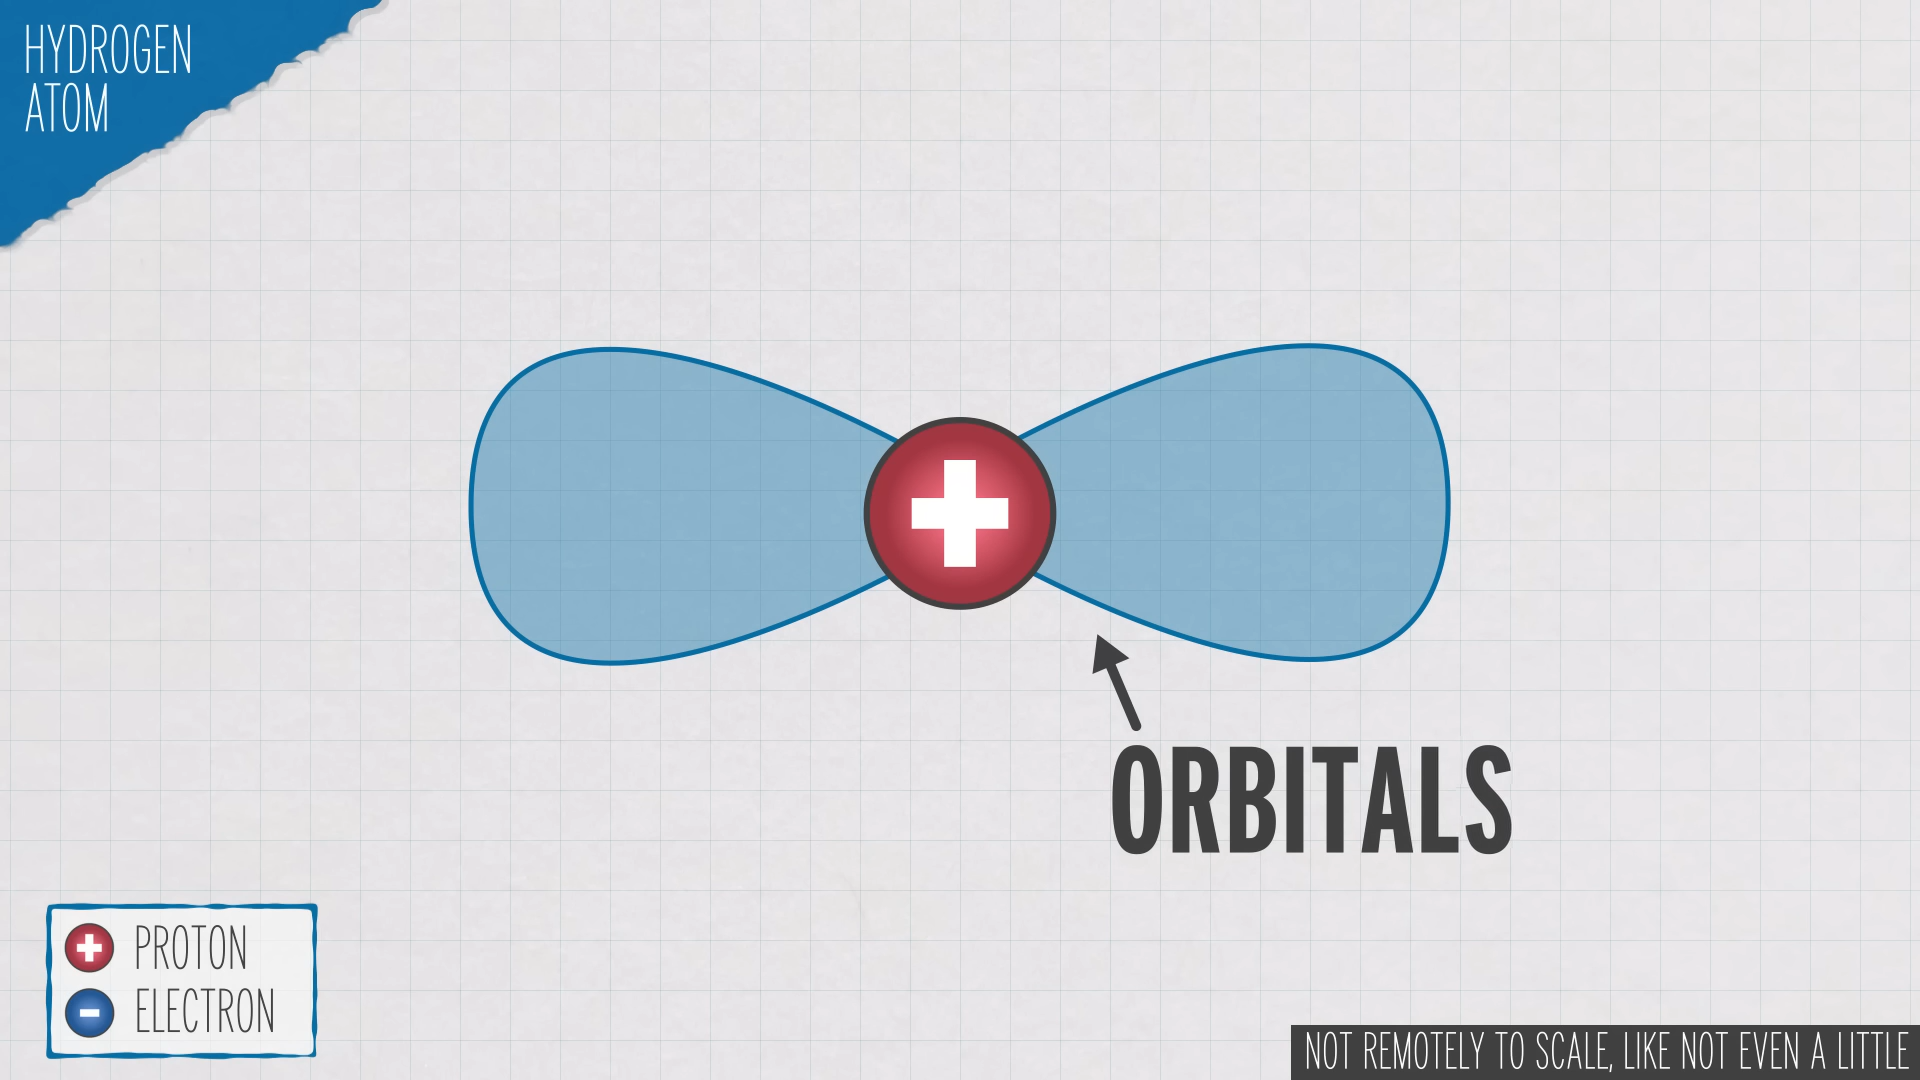 HYDROGEN
ATOM
ORBITALS
PROTON
ELECTRON
NOT REMOTELY TO SCALE, LIKE NOT EVEN A LITTLE